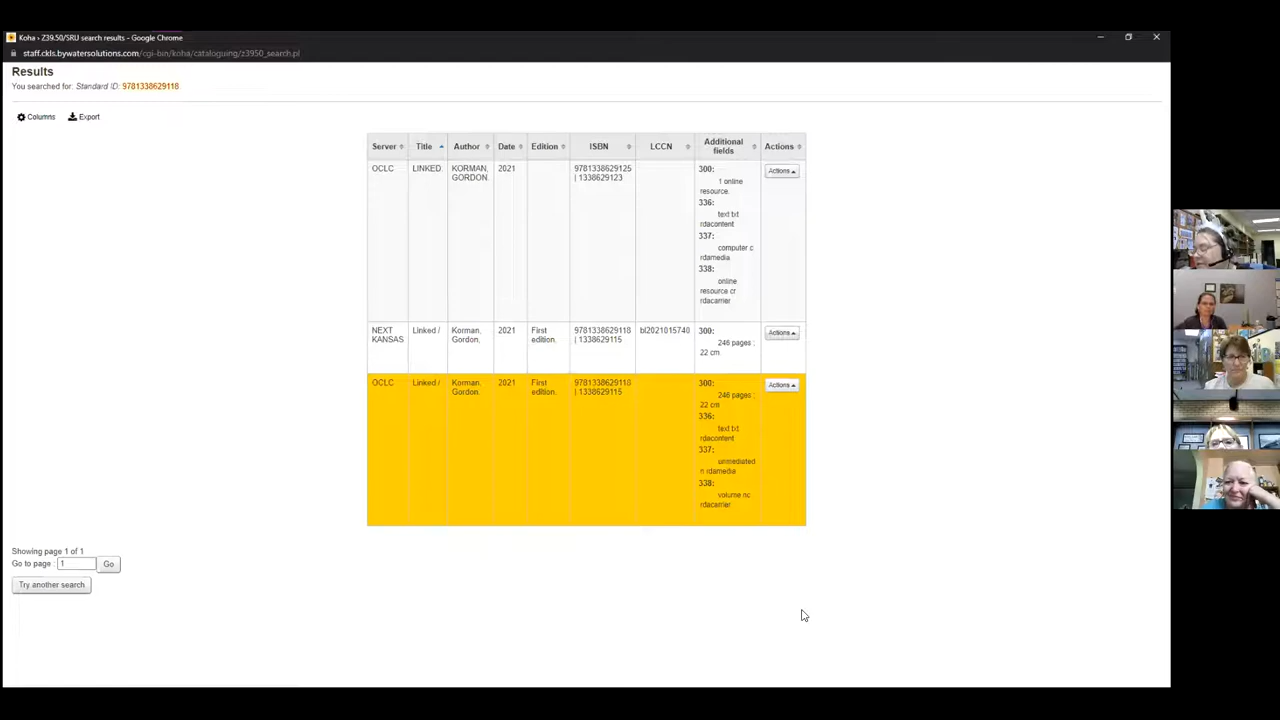 Koha › Z39.50/SRU search results - Google Chrome
staff.ckls.bywatersolutions.com/cgi-bin/koha/cataloguing/z3950_search.pl
Results
You searched for: Standard ID: 9781338629118
Columns Export
Server Title Author Date Edition ISBN LCCN Additional fields Actions
OCLC LINKED. KORMAN, GORDON. 2021 9781338629125 | 1338629123 300: Actions
1 online
resource.
336:
text txt
rdacontent
337:
computer c
rdamedia
338:
online
resource cr
rdacarrier
NEXT KANSAS Linked / Korman, Gordon, 2021 First edition. 9781338629118 | 1338629115 bl2021015740 300: Actions
246 pages ;
22 cm.
OCLC Linked / Korman, Gordon. 2021 First edition. 9781338629118 | 1338629115 300: Actions
246 pages ;
22 cm
336:
text txt
rdacontent
337:
unmediated
n rdamedia
338:
volume nc
rdacarrier
Showing page 1 of 1
Go to page : 1 Go
Try another search